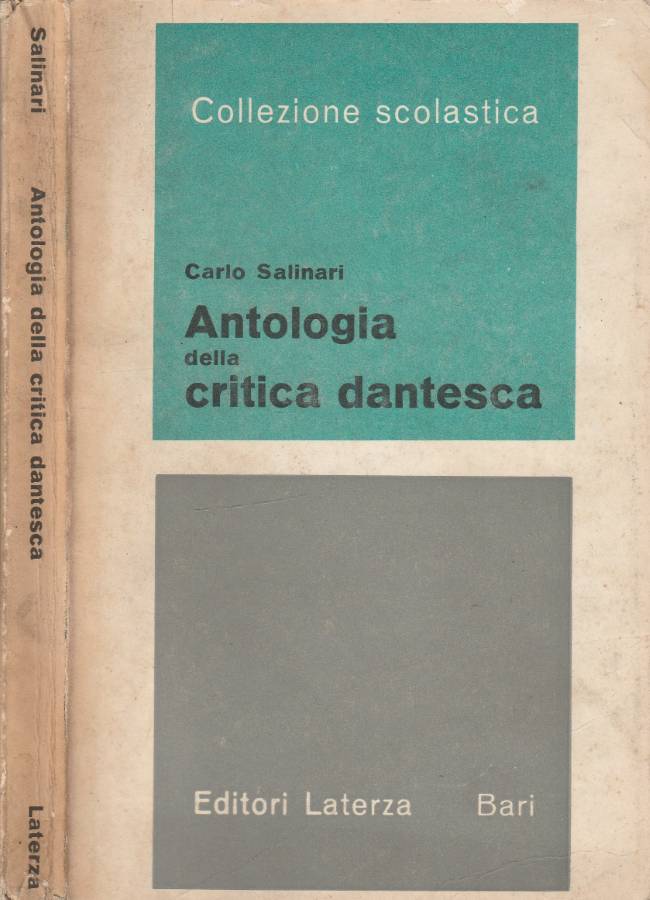 Salinari Antologia della critica dantesca Laterza
Collezione scolastica
Carlo Salinari
Antologia
della
critica dantesca
Editori Laterza Bari